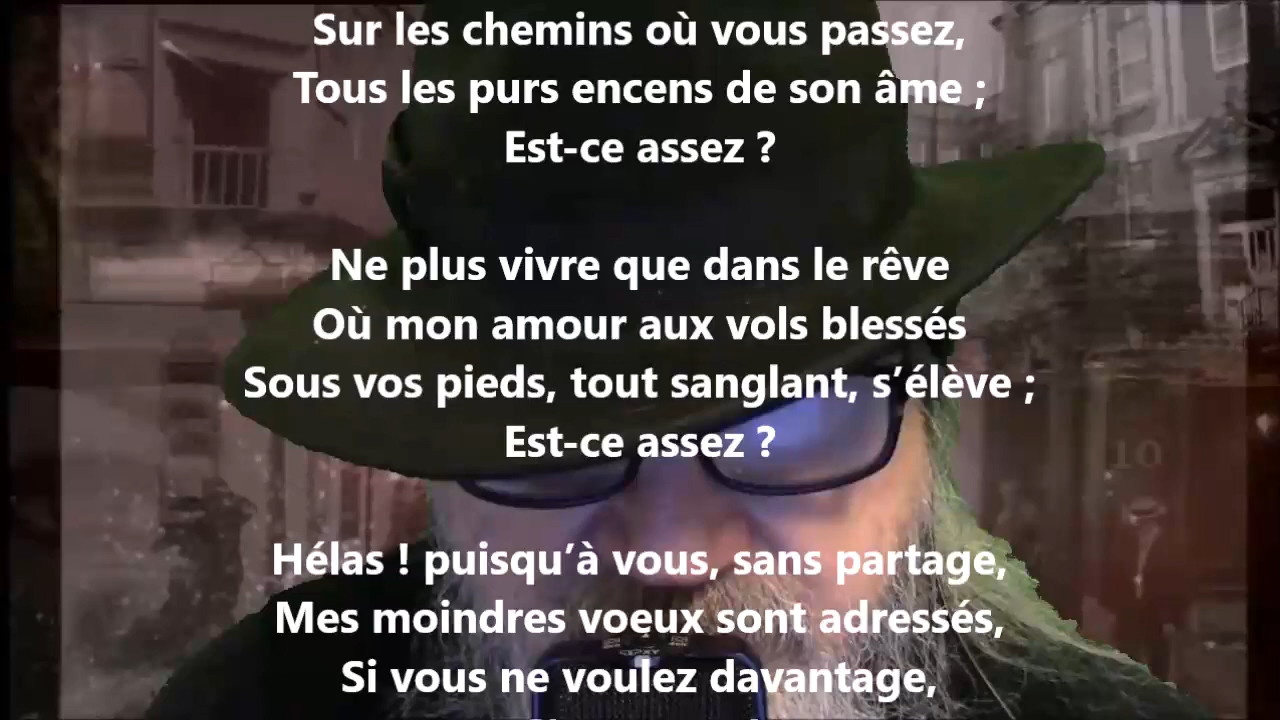 Sur les chemins où vous passez,
Tous les purs encens de son âme ;
Est-ce assez ?
Ne plus vivre que dans le rêve
Où mon amour aux vols blessés
Sous vos pieds, tout sanglant, s’élève ;
Est-ce assez ?
Hélas ! puisqu’à vous, sans partage,
Mes moindres voeux sont adressés,
Si vous ne voulez davantage,
10